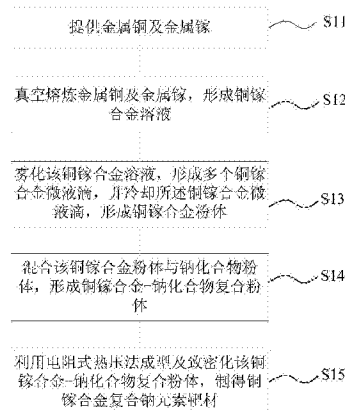 提供金属铜及金属镓
S11
真空熔炼金属铜及金属镓，形成铜镓
合金溶液
S12
雾化该铜镓合金溶液，形成多个铜镓
合金微液滴，并冷却所述铜镓合金微
液滴，形成铜镓合金粉体
S13
混合该铜镓合金粉体与钠化合物粉
体，形成铜镓合金-钠化合物复合粉
体
S14
利用电阻式热压法成型及致密化该铜
镓合金-钠化合物复合粉体，制得铜
镓合金复合钠元素靶材
S15